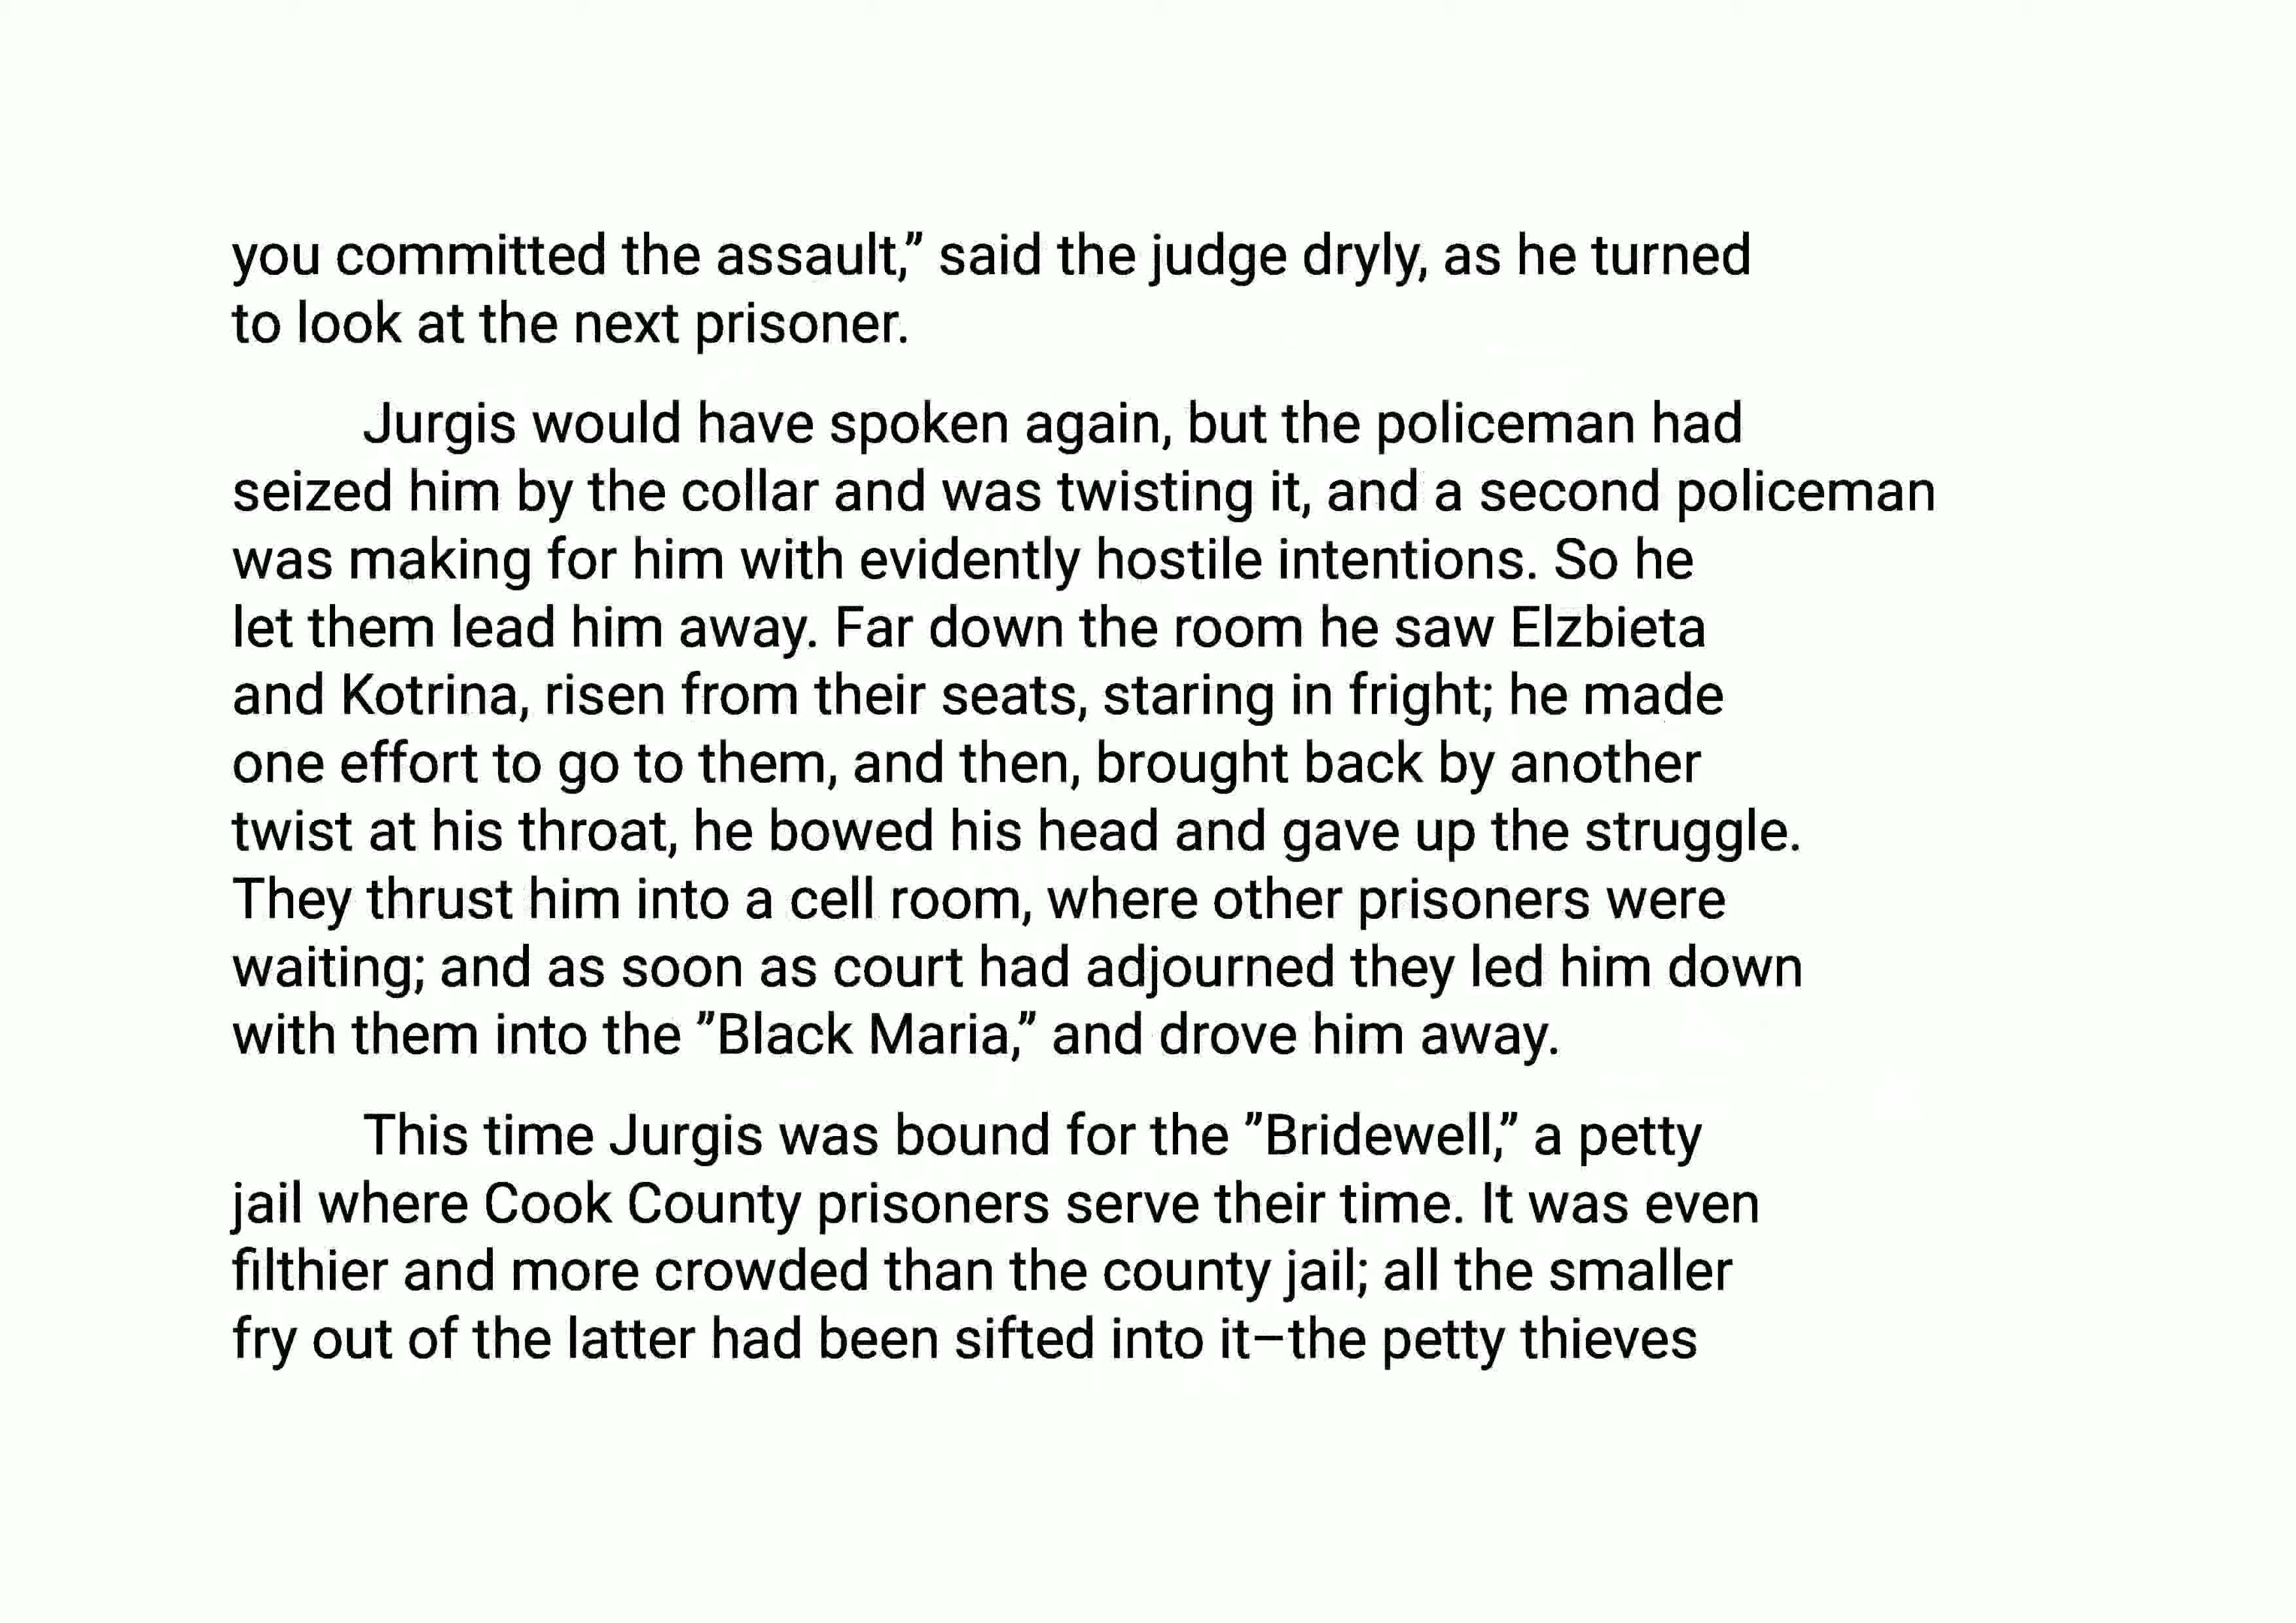 you committed the assault,” said the judge dryly, as he turned
to look at the next prisoner.
Jurgis would have spoken again, but the policeman had
seized him by the collar and was twisting it, and a second policeman
was making for him with evidently hostile intentions. So he
let them lead him away. Far down the room he saw Elzbieta
and Kotrina, risen from their seats, staring in fright; he made
one effort to go to them, and then, brought back by another
twist at his throat, he bowed his head and gave up the struggle.
They thrust him into a cell room, where other prisoners were
waiting; and as soon as court had adjourned they led him down
with them into the ”Black Maria,” and drove him away.
This time Jurgis was bound for the ”Bridewell,” a petty
jail where Cook County prisoners serve their time. It was even
filthier and more crowded than the county jail; all the smaller
fry out of the latter had been sifted into it–the petty thieves